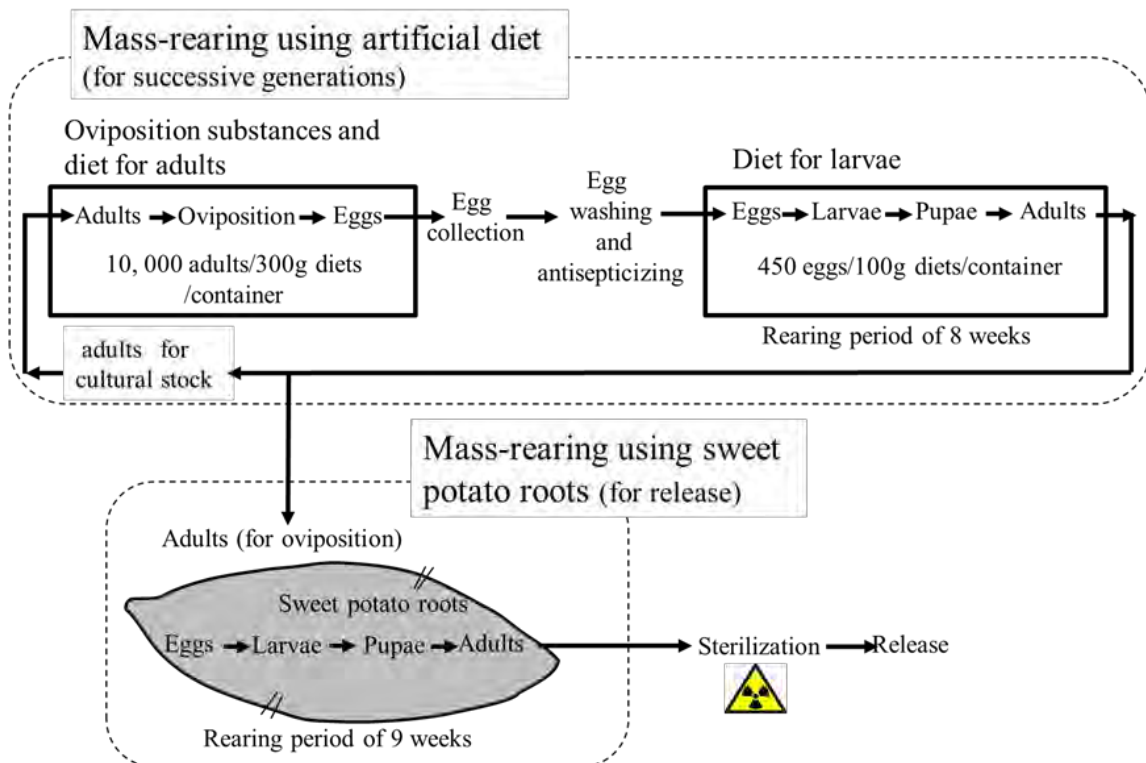 Mass-rearing using artificial diet
(for successive generations)
Oviposition substances and
diet for adults
Adults Oviposition Eggs
10, 000 adults/300g diets
/container
Egg
collection
Egg
washing
and
antisepticizing
Diet for larvae
Eggs Larvae Pupae Adults
450 eggs/100g diets/container
Rearing period of 8 weeks
adults for
cultural stock
Mass-rearing using sweet
potato roots (for release)
Adults (for oviposition)
Sweet potato roots
Eggs Larvae Pupae Adults
Rearing period of 9 weeks
Sterilization Release